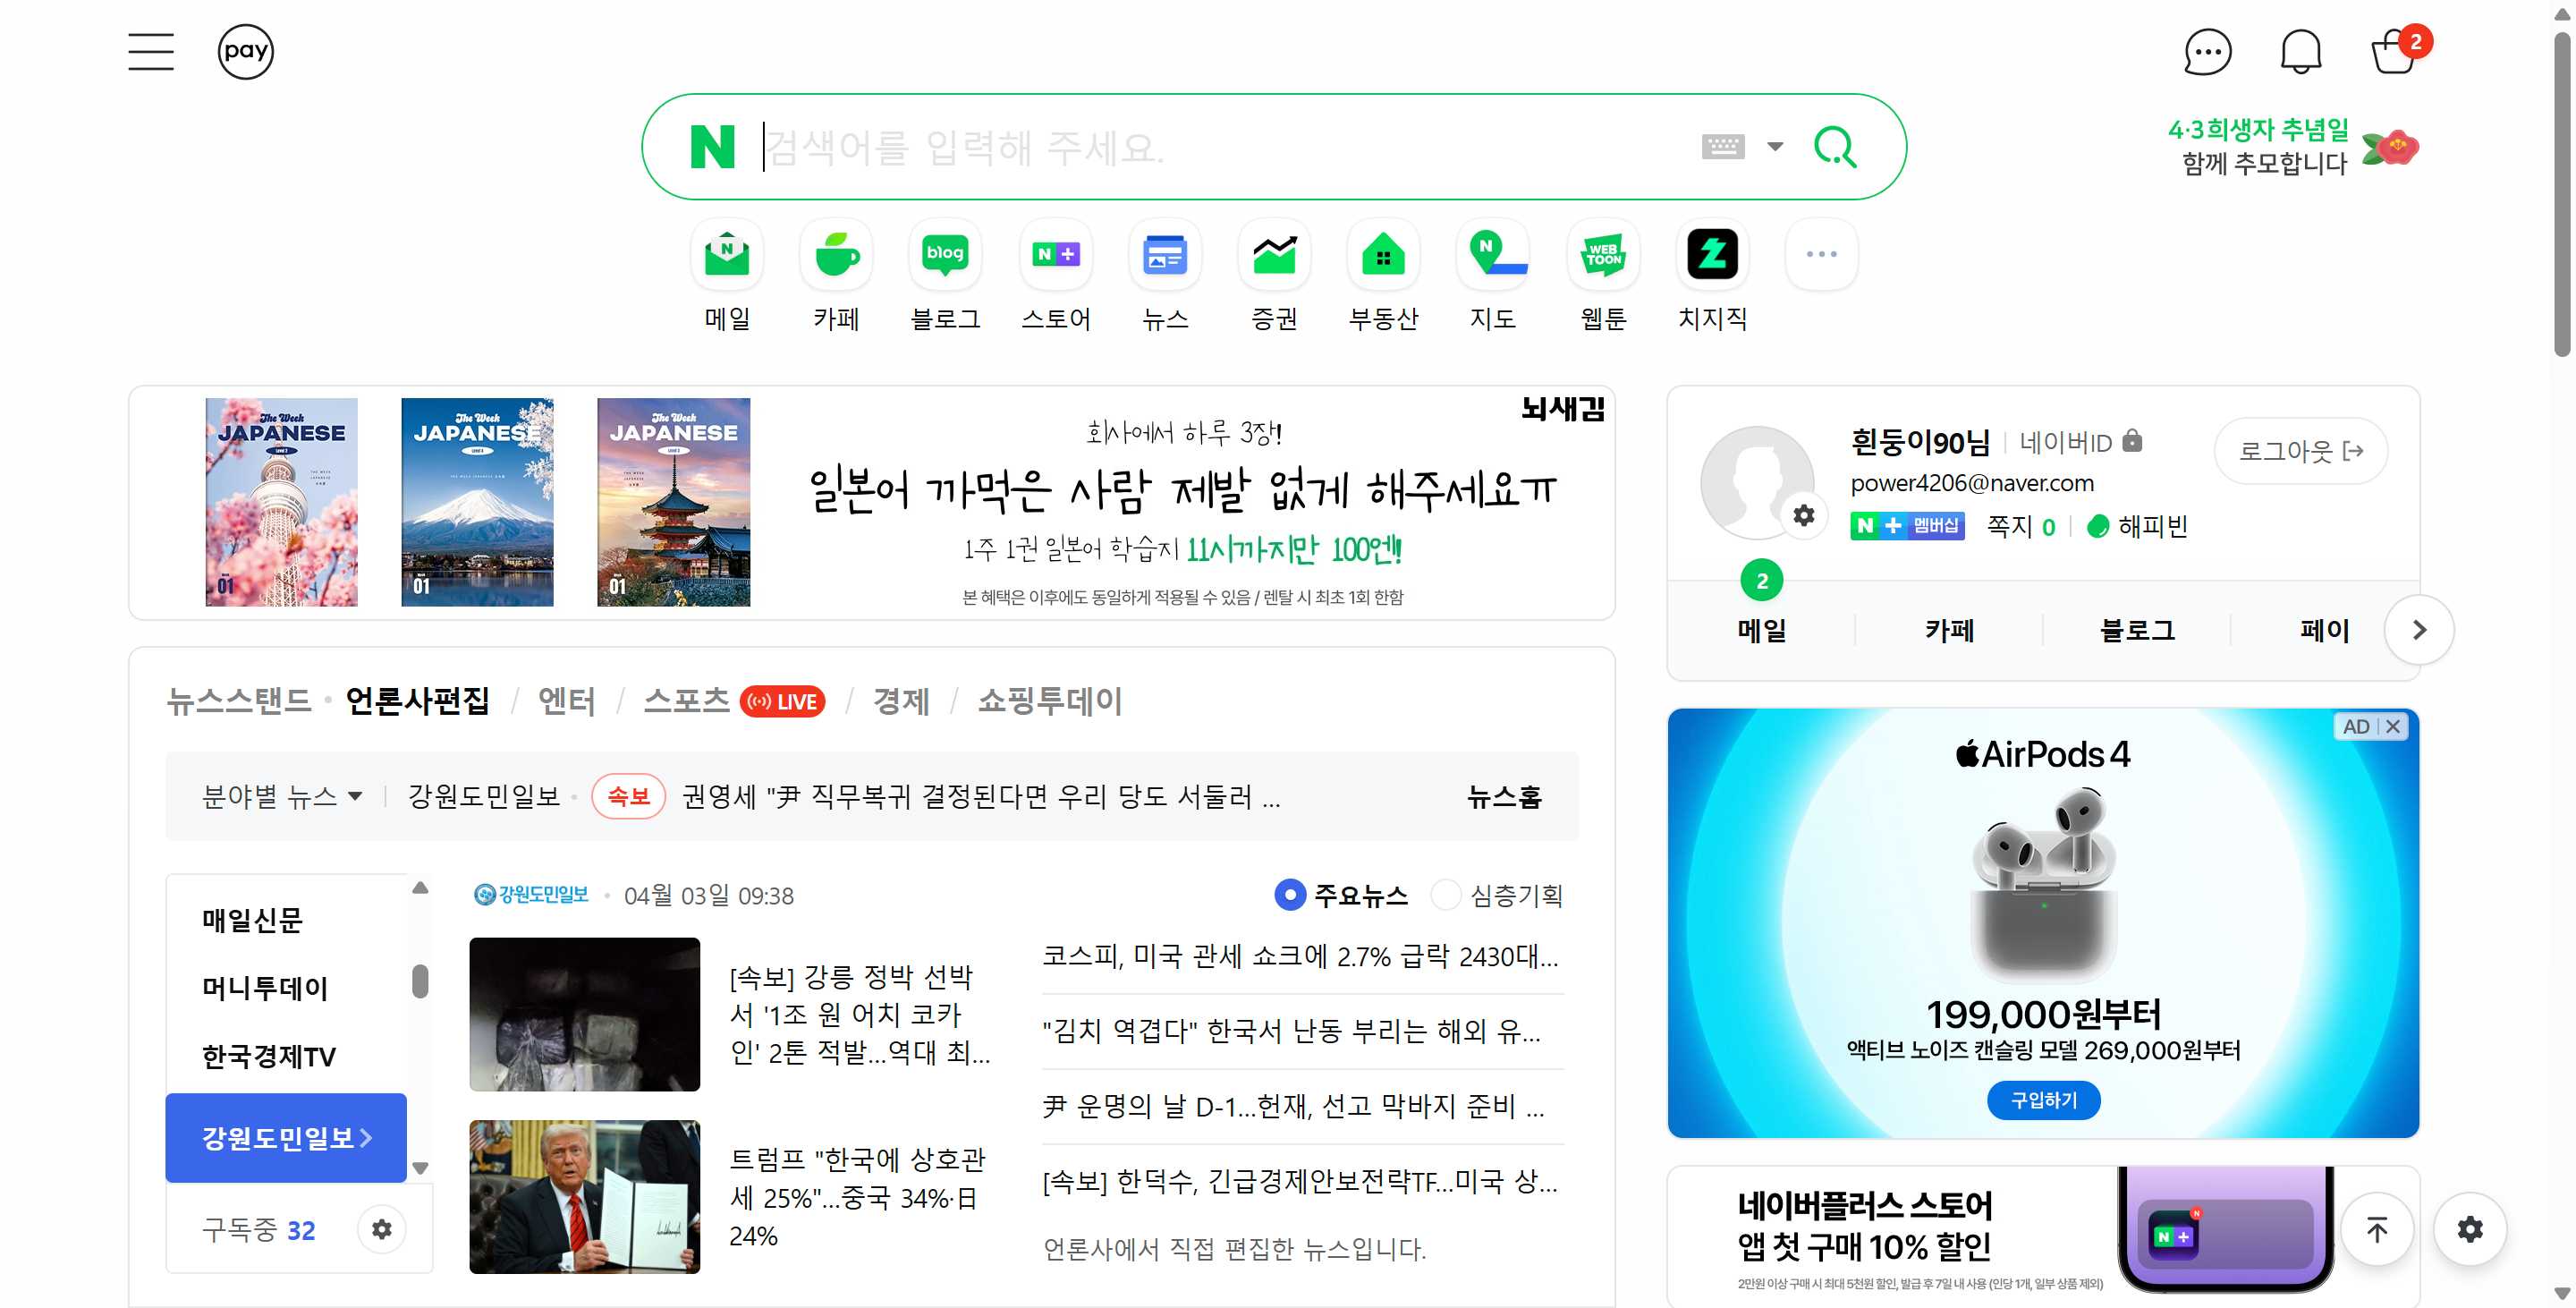 pay
2
N 검색어를 입력해 주세요.
4·3희생자 추념일
함께 추모합니다
N
blog
N +
N
WEB
TOON
메일 카페 블로그 스토어 뉴스 증권 부동산 지도 웹툰 치지직
The Week
JAPANESE
01
The Week
JAPANESE
01
The Week
JAPANESE
01
뇌새김
회사에서 하루 3장!
일본어 까먹은 사람 제발 없게 해주세요ㅠ
1주 1권 일본어 학습지 11시까지만 100엔!
본 혜택은 이후에도 동일하게 적용될 수 있음 / 렌탈 시 최초 1회 한함
흰둥이90님 네이버ID
로그아웃
power4206@naver.com
N + 멤버십 쪽지 0 해피빈
2
메일 카페 블로그 페이
뉴스스탠드 · 언론사편집 / 엔터 / 스포츠 LIVE / 경제 / 쇼핑투데이
분야별 뉴스 강원도민일보 · 속보 권영세 "尹 직무복귀 결정된다면 우리 당도 서둘러 ... 뉴스홈
매일신문
머니투데이
한국경제TV
강원도민일보
구독중 32
강원도민일보 · 04월 03일 09:38
주요뉴스 심층기획
[속보] 강릉 정박 선박
서 '1조 원 어치 코카
인' 2톤 적발...역대 최...
트럼프 "한국에 상호관
세 25%"...중국 34%·日
24%
코스피, 미국 관세 쇼크에 2.7% 급락 2430대...
"김치 역겹다" 한국서 난동 부리는 해외 유...
尹 운명의 날 D-1...헌재, 선고 막바지 준비 ...
[속보] 한덕수, 긴급경제안보전략TF...미국 상...
언론사에서 직접 편집한 뉴스입니다.
AD
AirPods 4
199,000원부터
액티브 노이즈 캔슬링 모델 269,000원부터
구입하기
네이버플러스 스토어
앱 첫 구매 10% 할인
2만원 이상 구매 시 최대 5천원 할인, 발급 후 7일 내 사용 (인당 1개, 일부 상품 제외)
N
N +